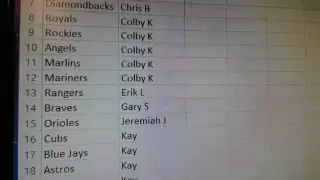 7 Diamondbacks Chris B
8 Royals Colby K
9 Rockies Colby K
10 Angels Colby K
11 Marlins Colby K
12 Mariners Colby K
13 Rangers Erik L
14 Braves Gary S
15 Orioles Jeremiah J
16 Cubs Kay
17 Blue Jays Kay
18 Astros Kay
Kay